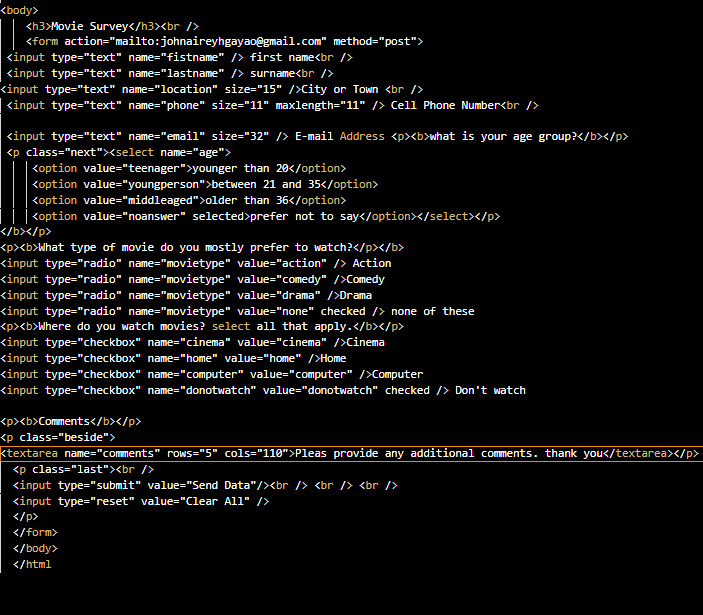 <body>
<h3>Movie Survey</h3><br />
<form action="mailto:johnaireyhgayao@gmail.com" method="post">
<input type="text" name="fistname" /> first name<br />
<input type="text" name="lastname" /> surname<br />
<input type="text" name="location" size="15" />City or Town <br />
<input type="text" name="phone" size="11" maxlength="11" /> Cell Phone Number<br />
<input type="text" name="email" size="32" /> E-mail Address <p><b>what is your age group?</b></p>
<p class="next"><select name="age">
<option value="teenager">younger than 20</option>
<option value="youngperson">between 21 and 35</option>
<option value="middleaged">older than 36</option>
<option value="noanswer" selected>prefer not to say</option></select></p>
</b></p>
<p><b>What type of movie do you mostly prefer to watch?</p></b>
<input type="radio" name="movietype" value="action" /> Action
<input type="radio" name="movietype" value="comedy" />Comedy
<input type="radio" name="movietype" value="drama" />Drama
<input type="radio" name="movietype" value="none" checked /> none of these
<p><b>Where do you watch movies? select all that apply.</b></p>
<input type="checkbox" name="cinema" value="cinema" />Cinema
<input type="checkbox" name="home" value="home" />Home
<input type="checkbox" name="computer" value="computer" />Computer
<input type="checkbox" name="donotwatch" value="donotwatch" checked /> Don't watch
<p><b>Comments</b></p>
<p class="beside">
<textarea name="comments" rows="5" cols="110">Pleas provide any additional comments. thank you</textarea></p>
<p class="last"><br />
<input type="submit" value="Send Data"/><br /> <br /> <br />
<input type="reset" value="Clear All" />
</p>
</form>
</body>
</html